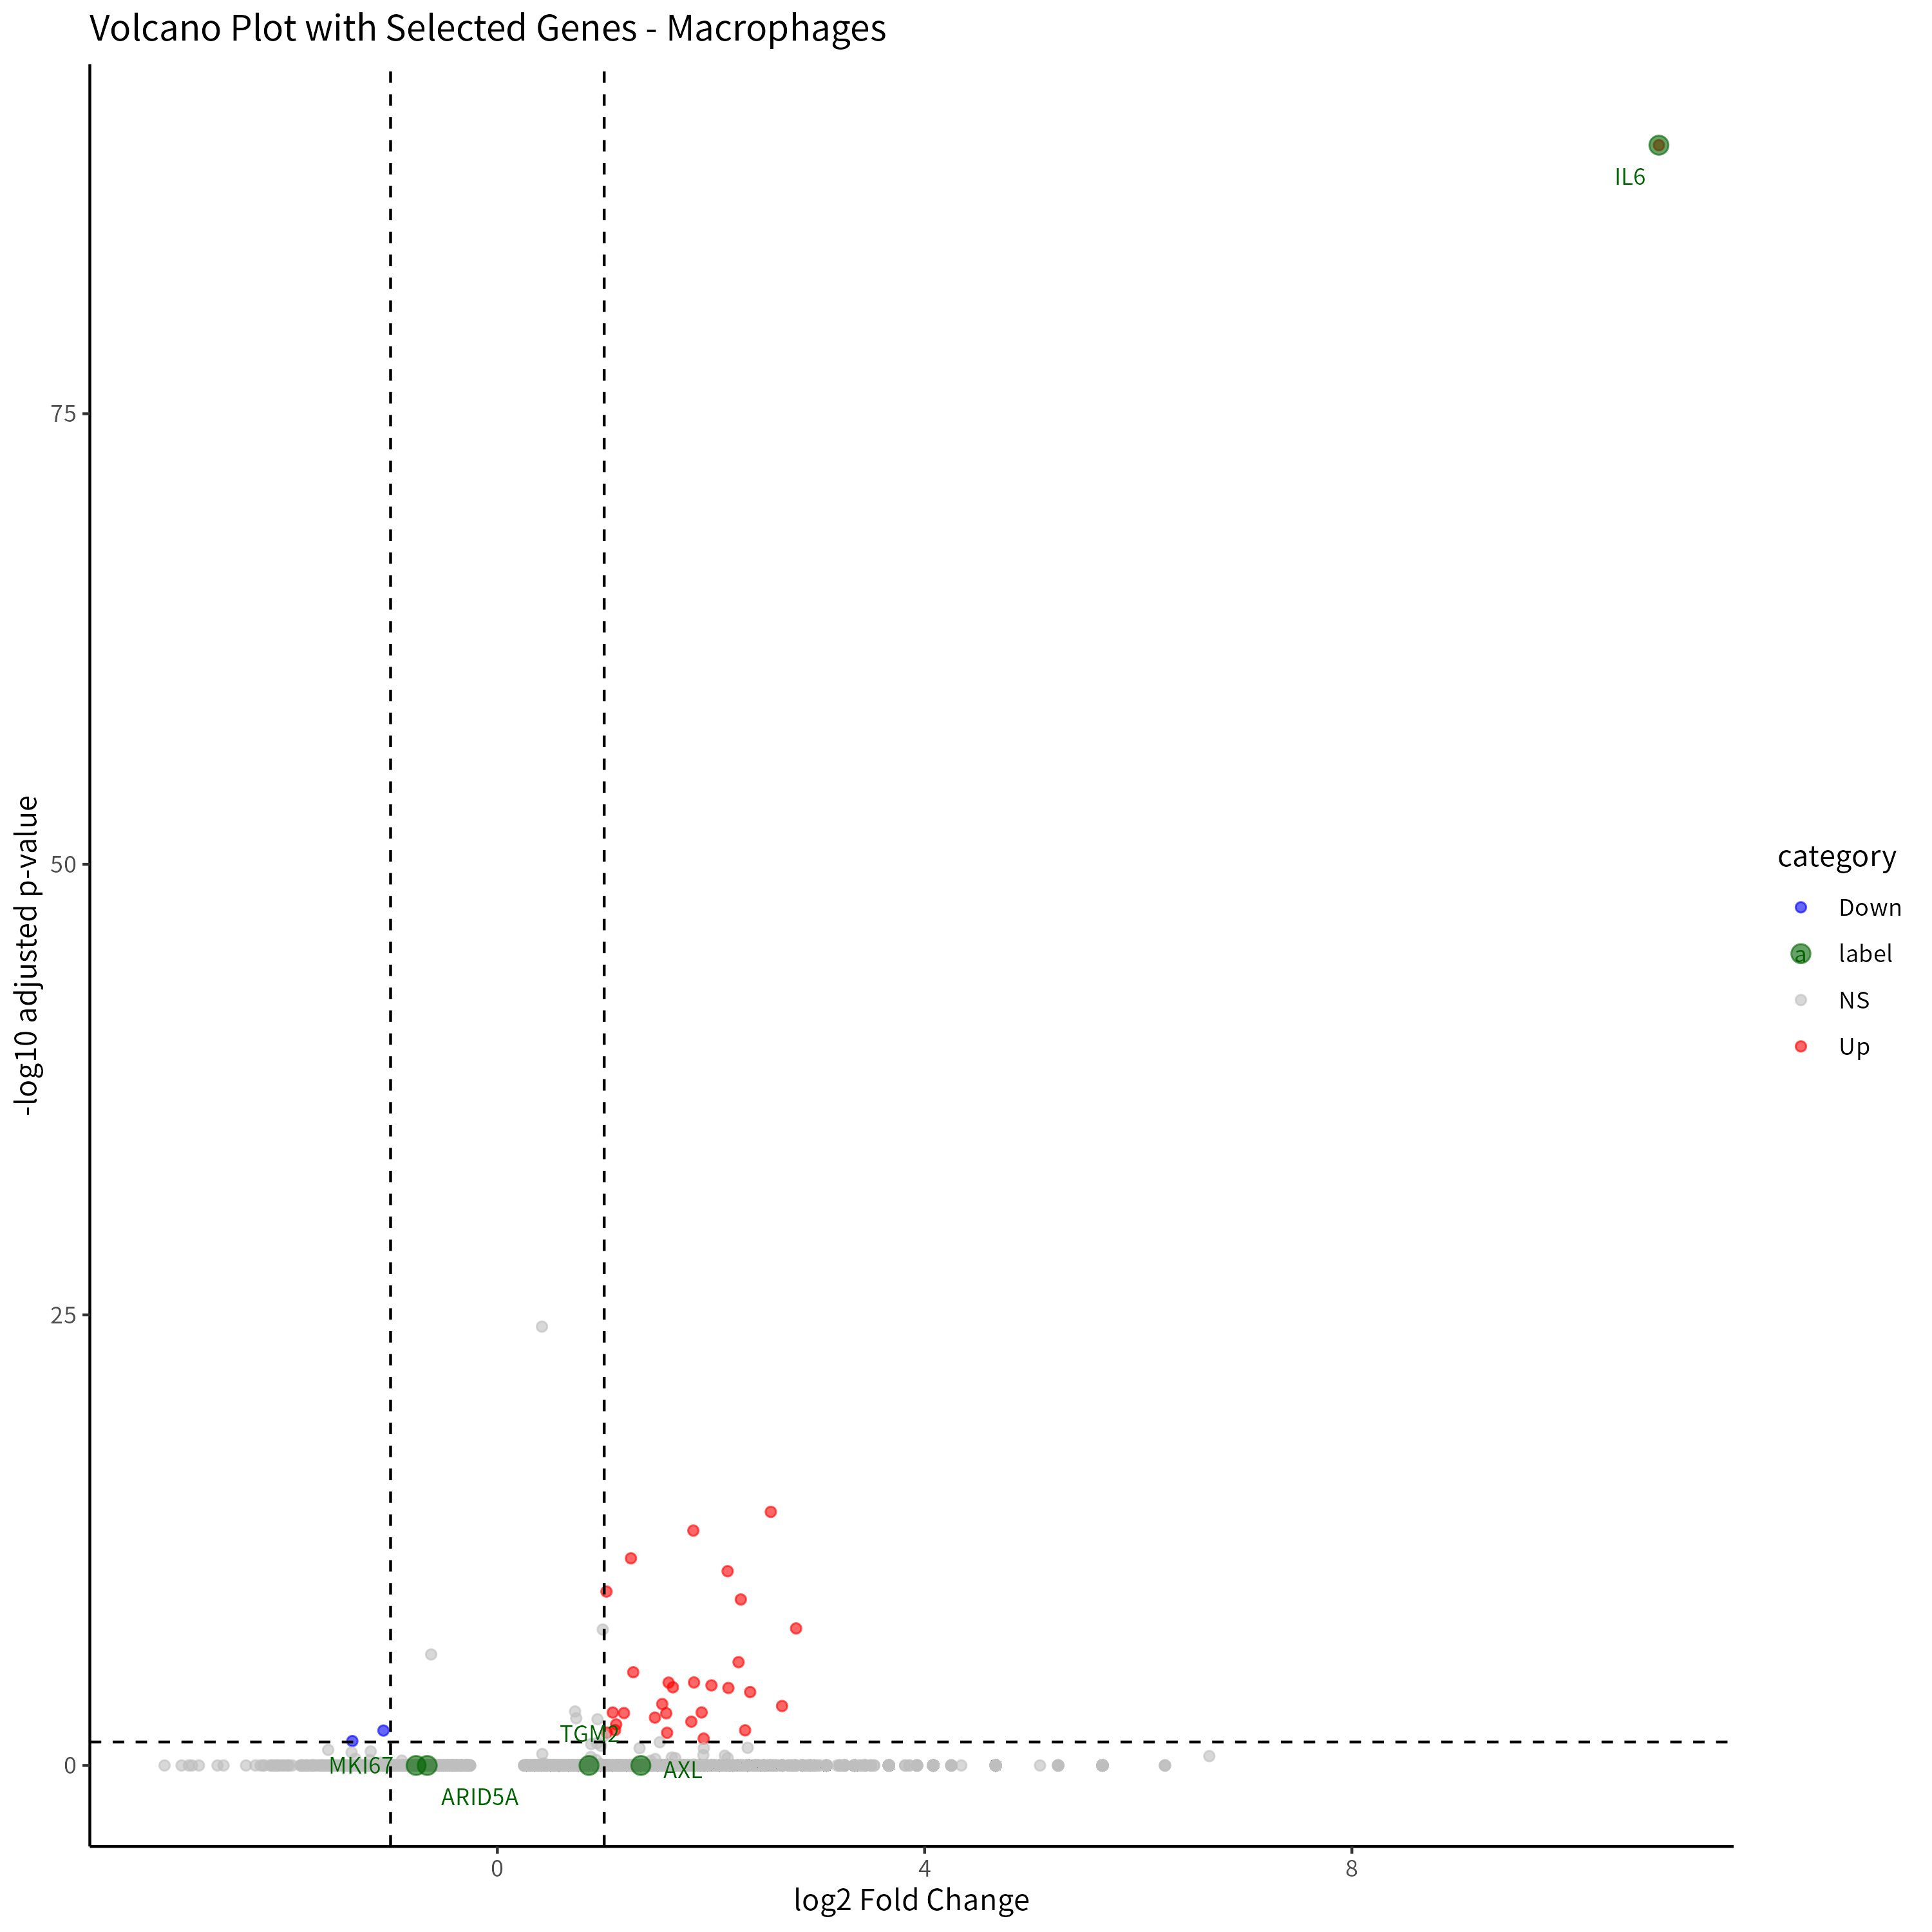 Volcano Plot with Selected Genes - Macrophages
IL6
75
50
25
0
-log10 adjusted p-value
TGM2
MKI67
AXL
ARID5A
0
4
8
log2 Fold Change
category
Down
a label
NS
Up